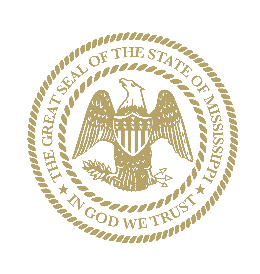 THE GREAT SEAL OF THE STATE OF MISSISSIPPI
IN GOD WE TRUST